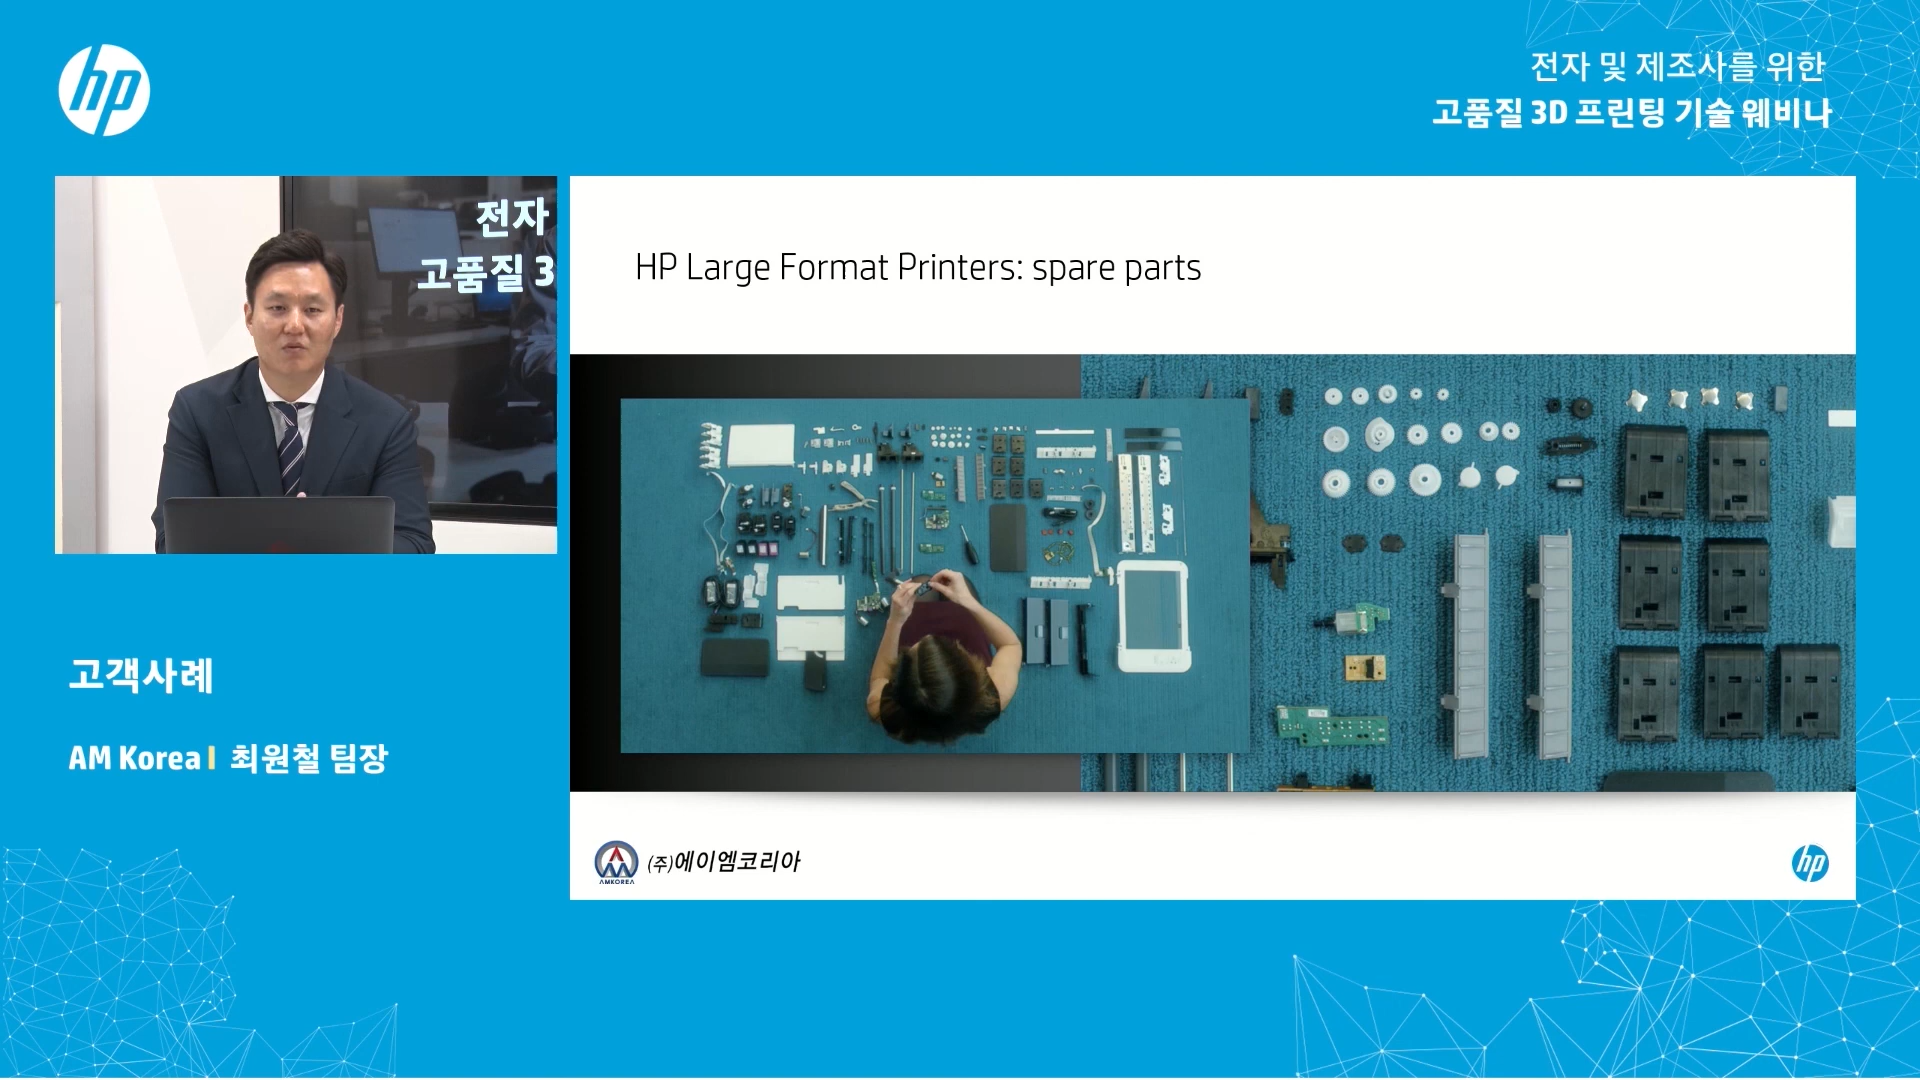 hp
전자 및 제조사를 위한
고품질 3D 프린팅 기술 웨비나
전자
고품질 3
HP Large Format Printers: spare parts
고객사례
AM Korea | 최원철 팀장
AMKOREA
(주)에이엠코리아
hp